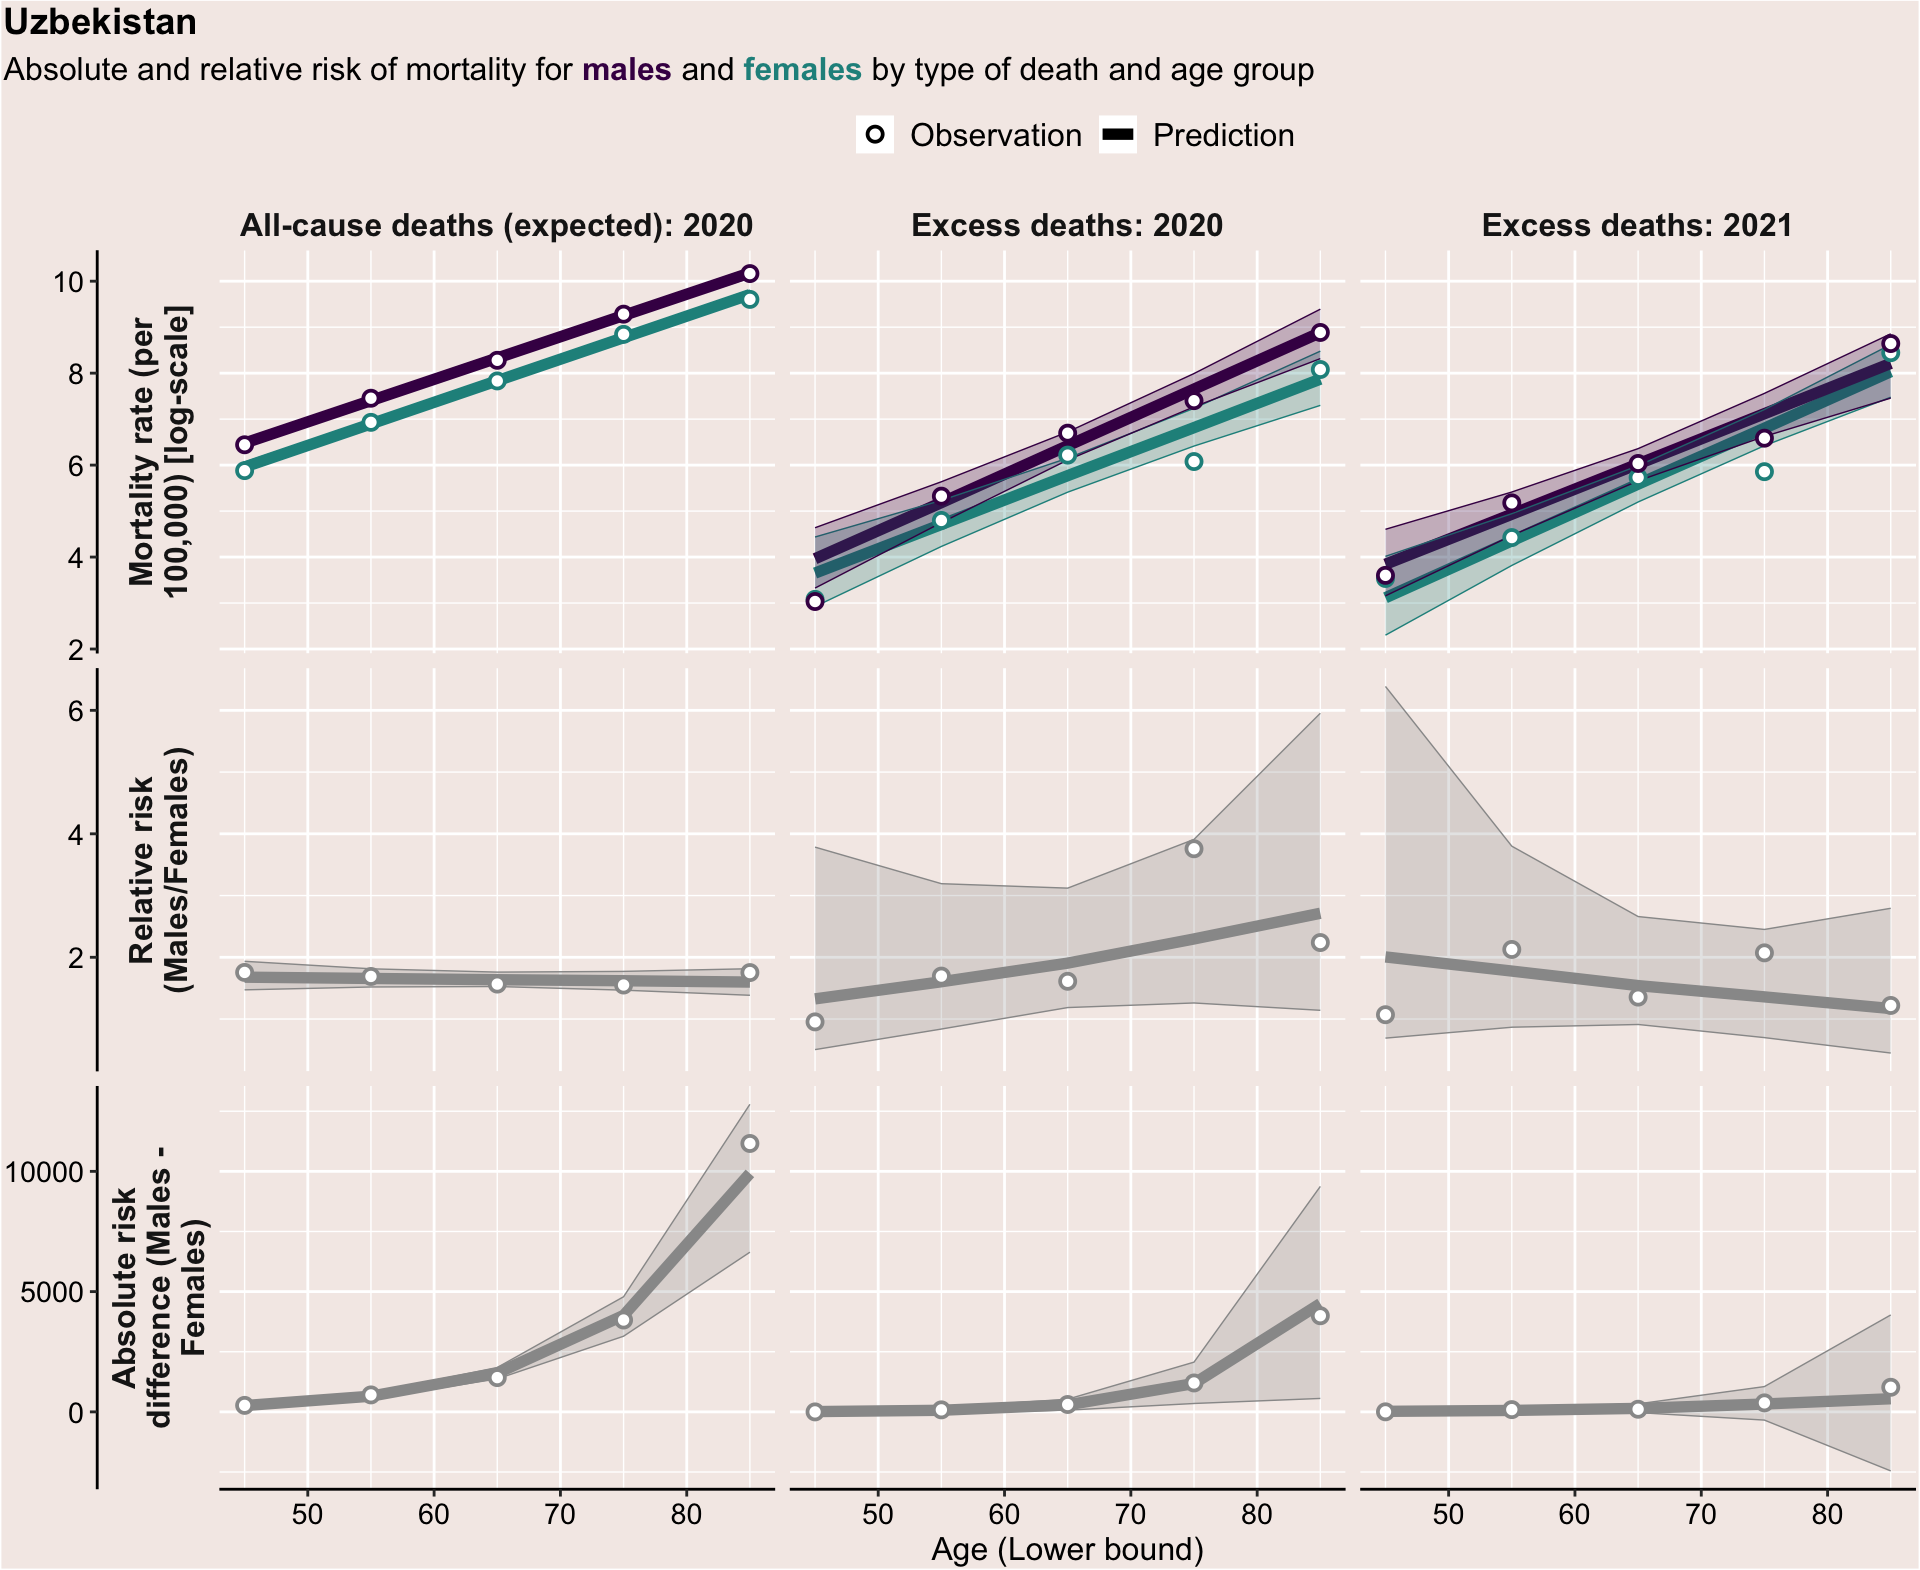 Uzbekistan
Absolute and relative risk of mortality for males and females by type of death and age group
Observation
Prediction
All-cause deaths (expected): 2020
Excess deaths: 2020
Excess deaths: 2021
Mortality rate (per
100,000) [log-scale]
10
8
6
4
2
Relative risk
(Males/Females)
6
4
2
Absolute risk
difference (Males -
Females)
10000
5000
0
50 60 70 80
50 60 70 80
50 60 70 80
Age (Lower bound)